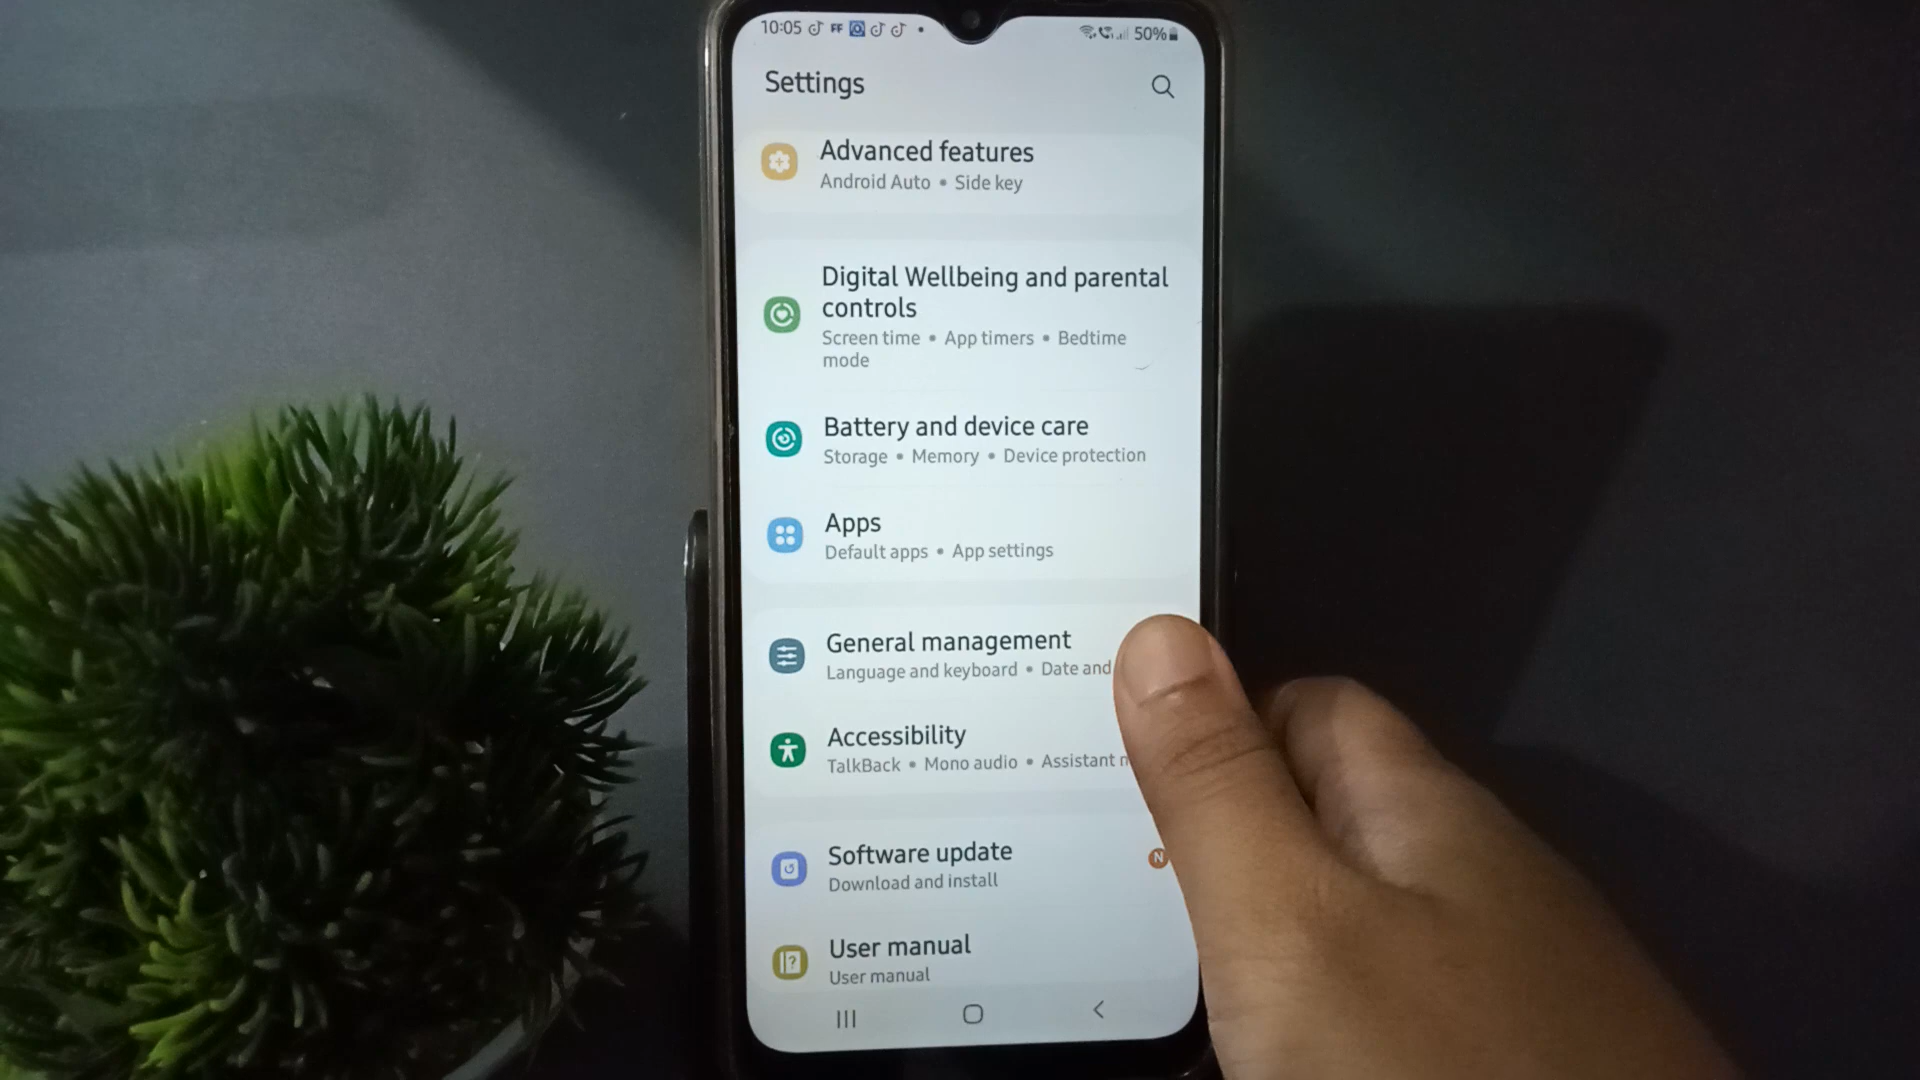 10:05 FF 50%
Settings
Advanced features
Android Auto • Side key
Digital Wellbeing and parental
controls
Screen time • App timers • Bedtime
mode
Battery and device care
Storage • Memory • Device protection
Apps
Default apps • App settings
General management
Language and keyboard • Date and
Accessibility
TalkBack • Mono audio • Assistant
Software update
N
Download and install
User manual
User manual